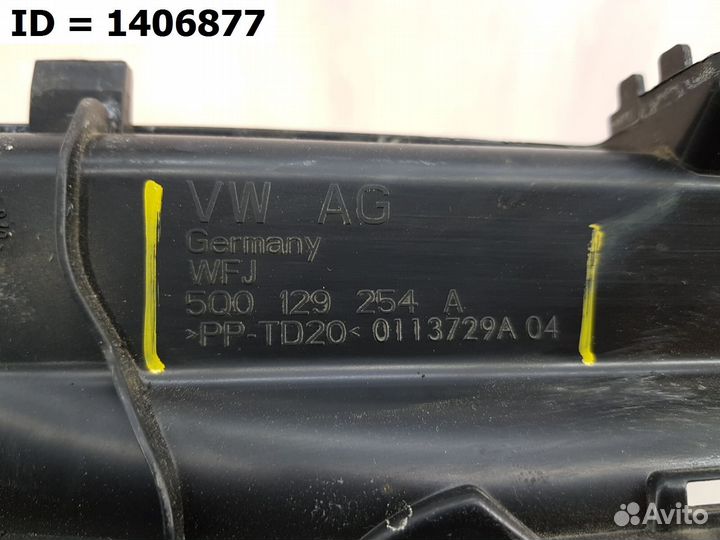 ID = 1406877
VW AG
Germany
WFJ
5Q0 129 254 A
>PP-TD20< 0113729A 04
Avito